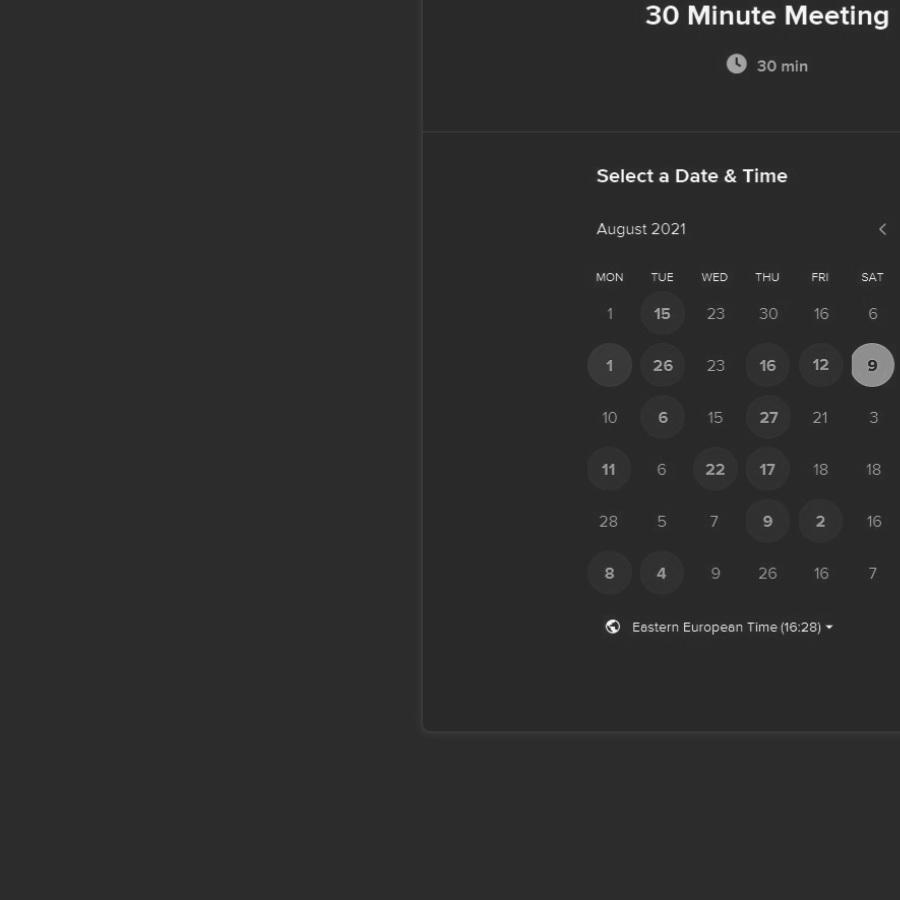 30 Minute Meeting
30 min
Select a Date & Time
August 2021
MON TUE WED THU FRI SAT
1 15 23 30 16 6
1 26 23 16 12 9
10 6 15 27 21 3
11 6 22 17 18 18
28 5 7 9 2 16
8 4 9 26 16 7
Eastern European Time (16:28)